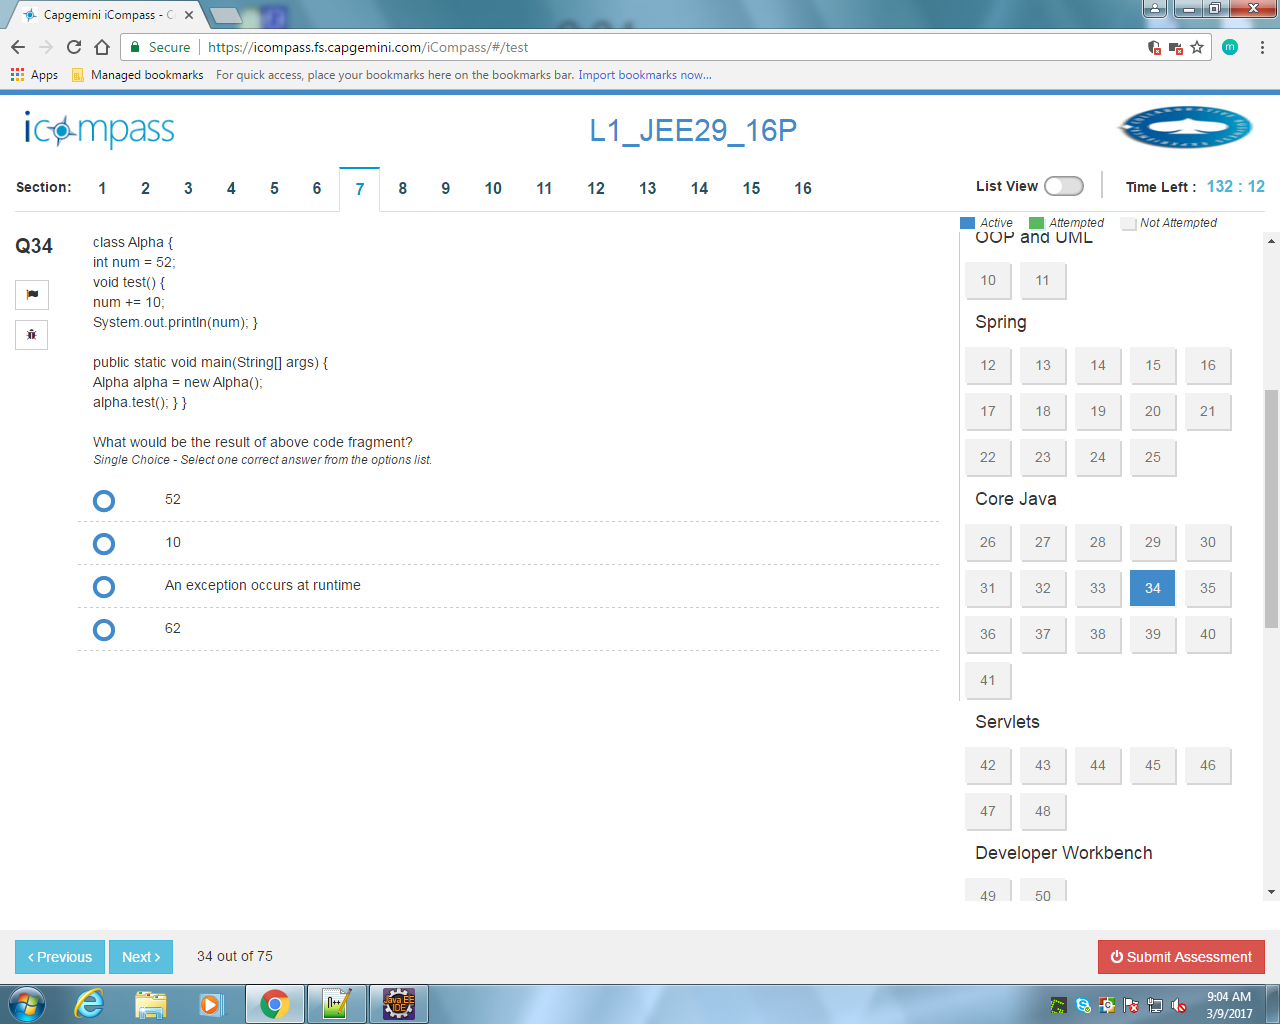 Capgemini iCompass - C
Secure https://icompass.fs.capgemini.com/iCompass/#/test
m
Apps Managed bookmarks For quick access, place your bookmarks here on the bookmarks bar. Import bookmarks now...
icompass
L1_JEE29_16P
Section: 1 2 3 4 5 6 7 8 9 10 11 12 13 14 15 16
List View
Time Left : 132 : 12
Active Attempted Not Attempted
Q34
class Alpha {
int num = 52;
void test() {
num += 10;
System.out.println(num); }
public static void main(String[] args) {
Alpha alpha = new Alpha();
alpha.test(); } }
What would be the result of above code fragment?
Single Choice - Select one correct answer from the options list.
52
10
An exception occurs at runtime
62
OOP and UML
10 11
Spring
12 13 14 15 16
17 18 19 20 21
22 23 24 25
Core Java
26 27 28 29 30
31 32 33 34 35
36 37 38 39 40
41
Servlets
42 43 44 45 46
47 48
Developer Workbench
49 50
‹ Previous
Next ›
34 out of 75
Submit Assessment
N++
Java EE
IDE
9:04 AM
3/9/2017